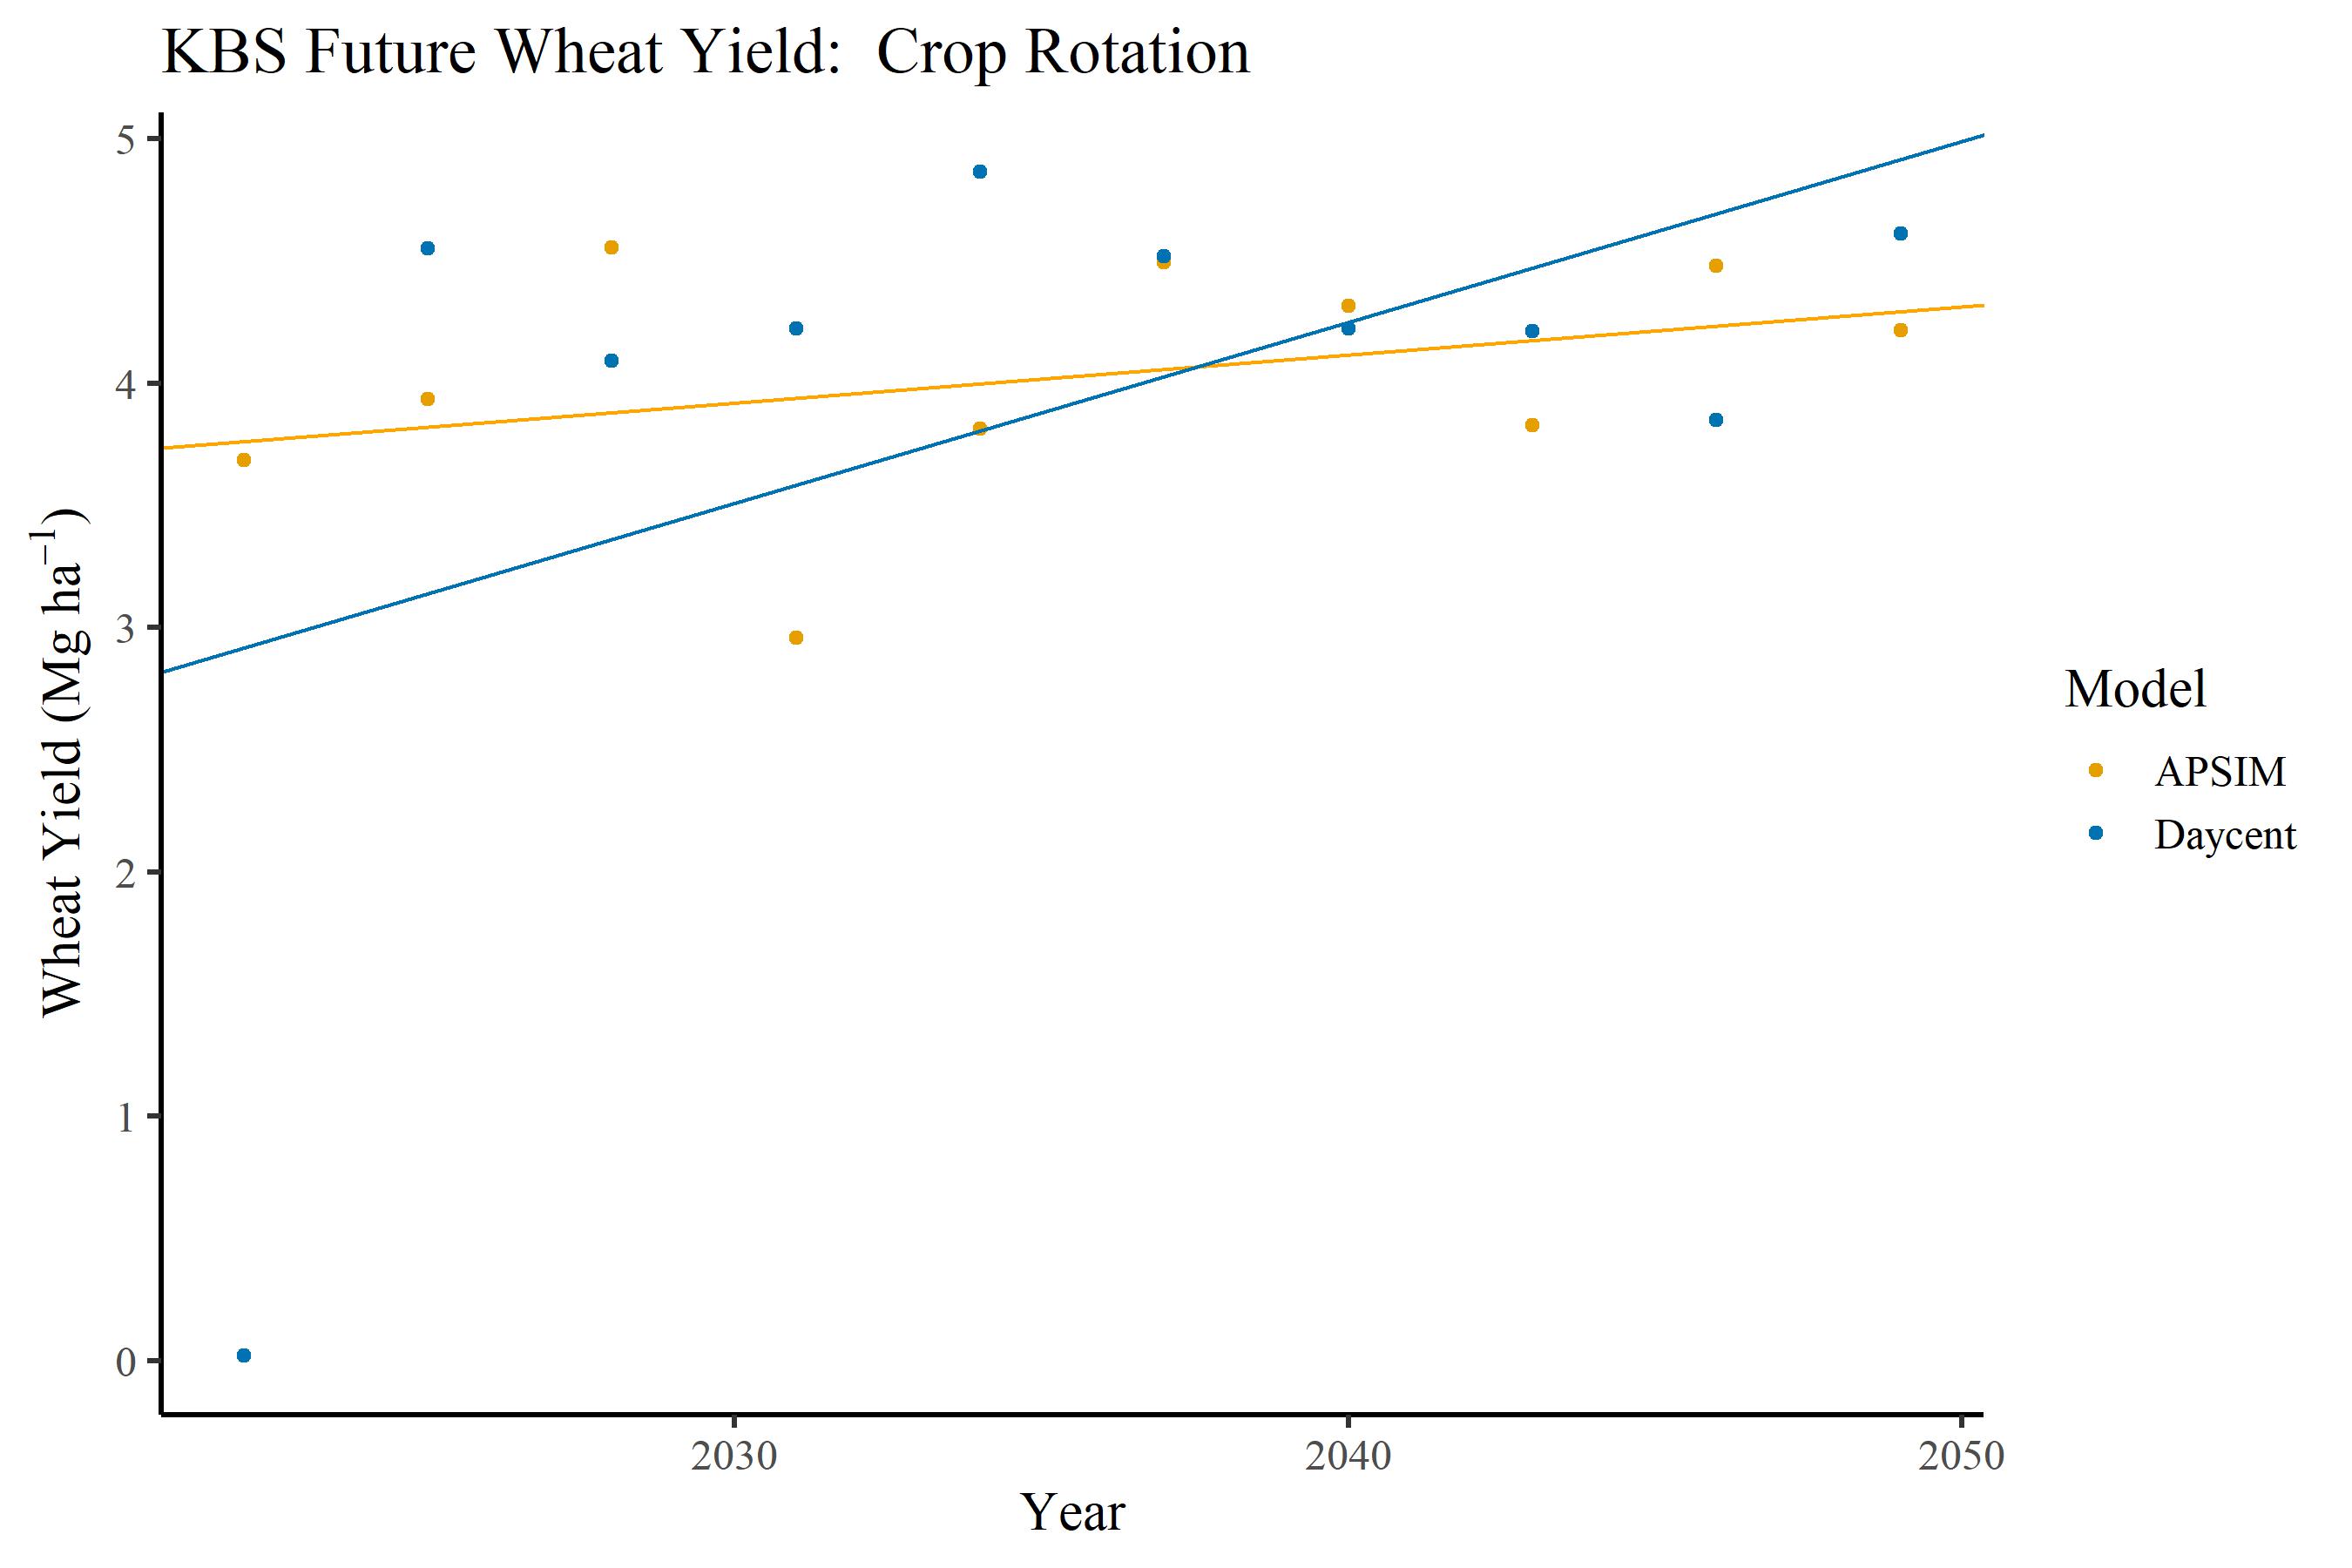 KBS Future Wheat Yield:  Crop Rotation
Wheat Yield (Mg ha⁻¹)
5
4
3
2
1
0
2030 2040 2050
Year
Model
APSIM
Daycent